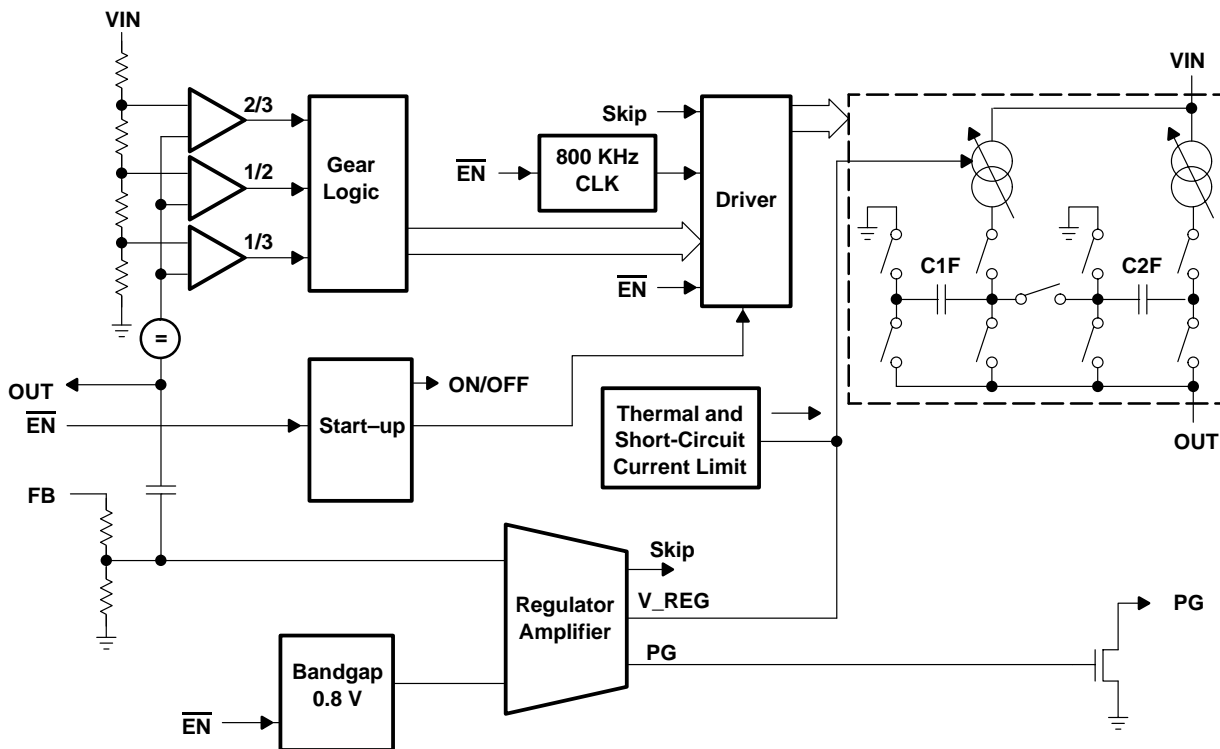 VIN
2/3
1/2
1/3
Gear
Logic
Skip
EN
800 KHz
CLK
EN
Driver
VIN
C1F
C2F
OUT
=
OUT
EN
Start–up
ON/OFF
Thermal and
Short-Circuit
Current Limit
FB
Regulator
Amplifier
Skip
V_REG
PG
PG
Bandgap
0.8 V
EN